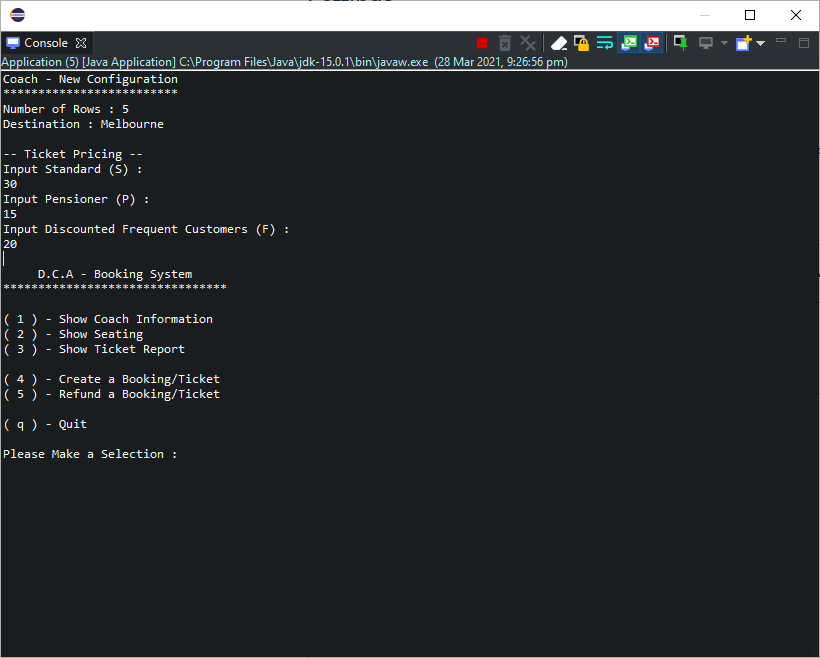 Console
Application (5) [Java Application] C:\Program Files\Java\jdk-15.0.1\bin\javaw.exe (28 Mar 2021, 9:26:56 pm)
Coach - New Configuration
*************************
Number of Rows : 5
Destination : Melbourne
-- Ticket Pricing --
Input Standard (S) :
30
Input Pensioner (P) :
15
Input Discounted Frequent Customers (F) :
20
D.C.A - Booking System
********************************
( 1 ) - Show Coach Information
( 2 ) - Show Seating
( 3 ) - Show Ticket Report
( 4 ) - Create a Booking/Ticket
( 5 ) - Refund a Booking/Ticket
( q ) - Quit
Please Make a Selection :